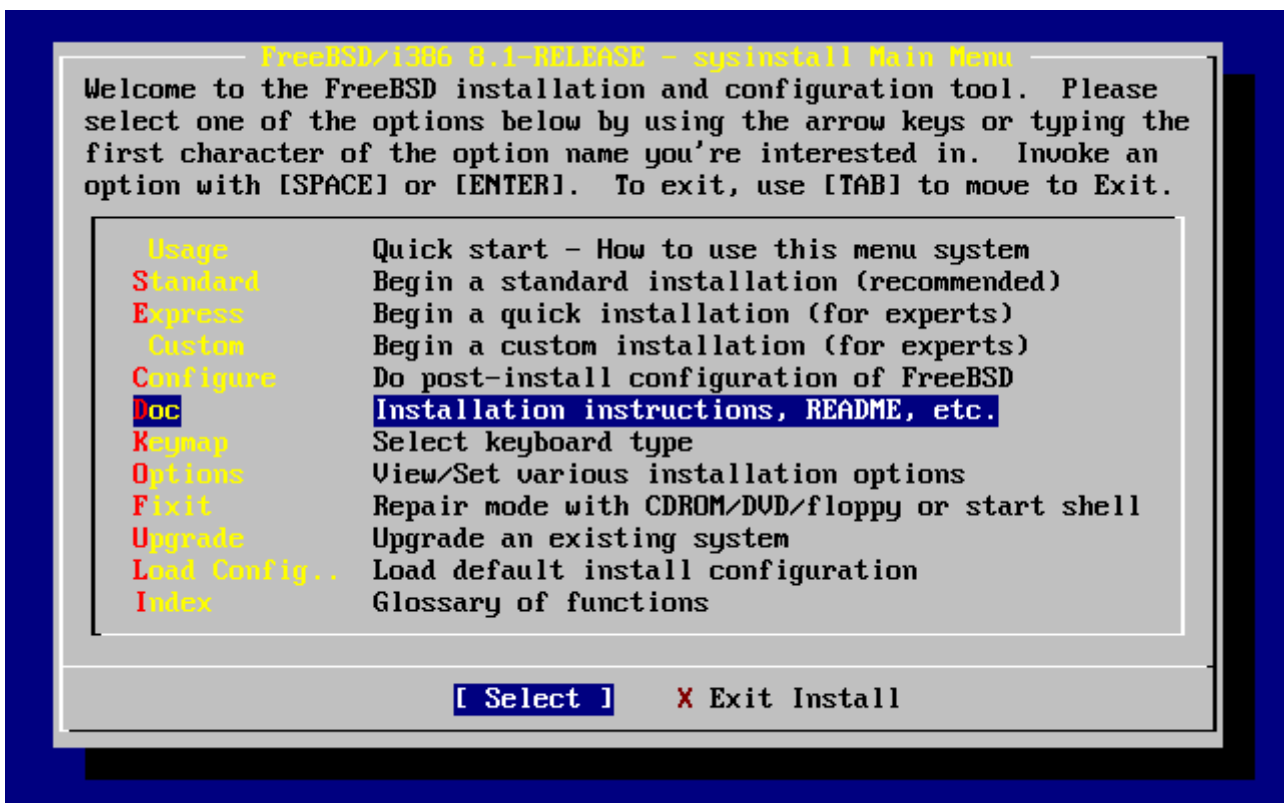 FreeBSD/i386 8.1-RELEASE - sysinstall Main Menu
Welcome to the FreeBSD installation and configuration tool.  Please
select one of the options below by using the arrow keys or typing the
first character of the option name you're interested in.  Invoke an
option with [SPACE] or [ENTER].  To exit, use [TAB] to move to Exit.
Usage Quick start - How to use this menu system
Standard Begin a standard installation (recommended)
Express Begin a quick installation (for experts)
Custom Begin a custom installation (for experts)
Configure Do post-install configuration of FreeBSD
Doc Installation instructions, README, etc.
Keymap Select keyboard type
Options View/Set various installation options
Fixit Repair mode with CDROM/DVD/floppy or start shell
Upgrade Upgrade an existing system
Load Config.. Load default install configuration
Index Glossary of functions
[ Select ] X Exit Install